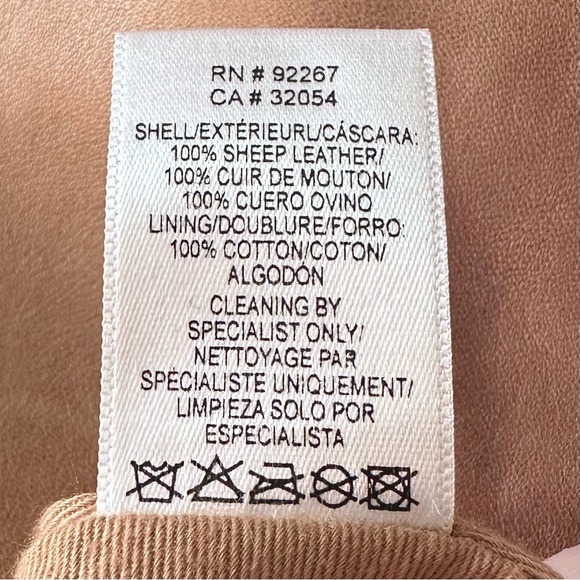 RN # 92267
CA # 32054
SHELL/EXTÉRIEURL/CÁSCARA:
100% SHEEP LEATHER/
100% CUIR DE MOUTON/
100% CUERO OVINO
LINING/DOUBLURE/FORRO:
100% COTTON/COTON/
ALGODÓN
CLEANING BY
SPECIALIST ONLY/
NETTOYAGE PAR
SPÉCIALISTE UNIQUEMENT/
LIMPIEZA SOLO POR
ESPECIALISTA